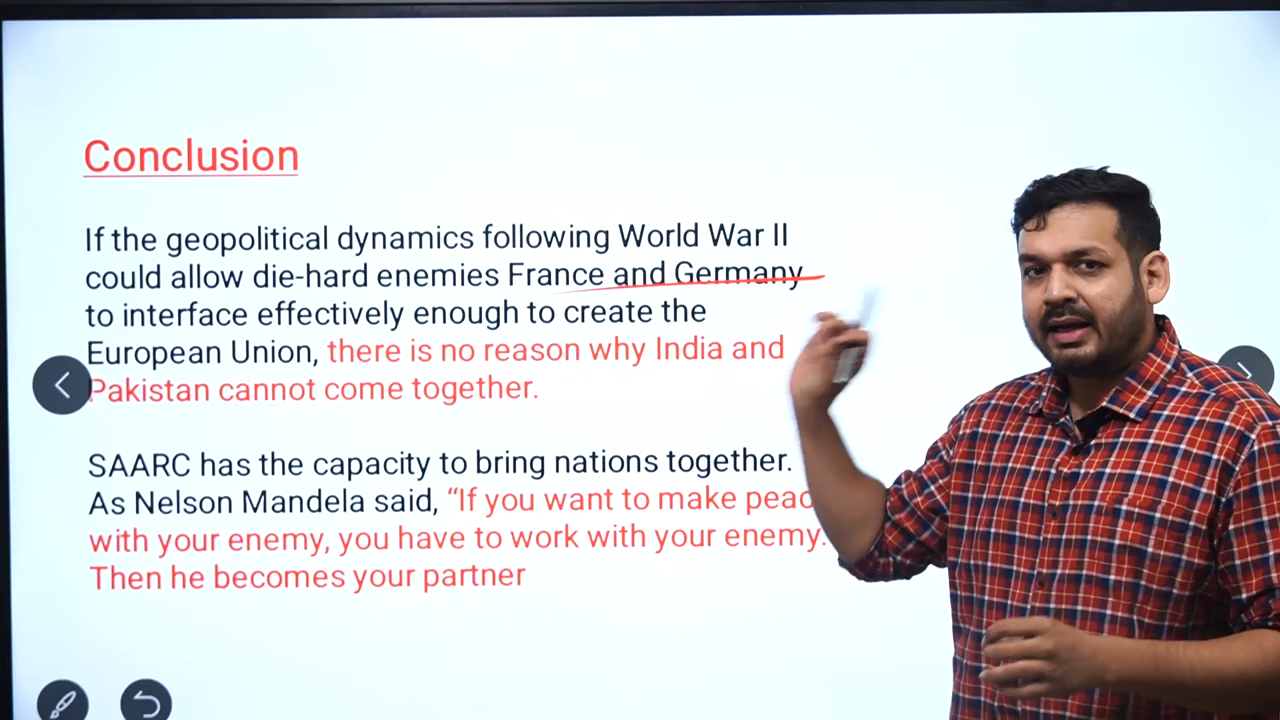 Conclusion
If the geopolitical dynamics following World War II
could allow die-hard enemies France and Germany
to interface effectively enough to create the
European Union, there is no reason why India and
Pakistan cannot come together.
SAARC has the capacity to bring nations together.
As Nelson Mandela said, “If you want to make peac
with your enemy, you have to work with your enemy.
Then he becomes your partner